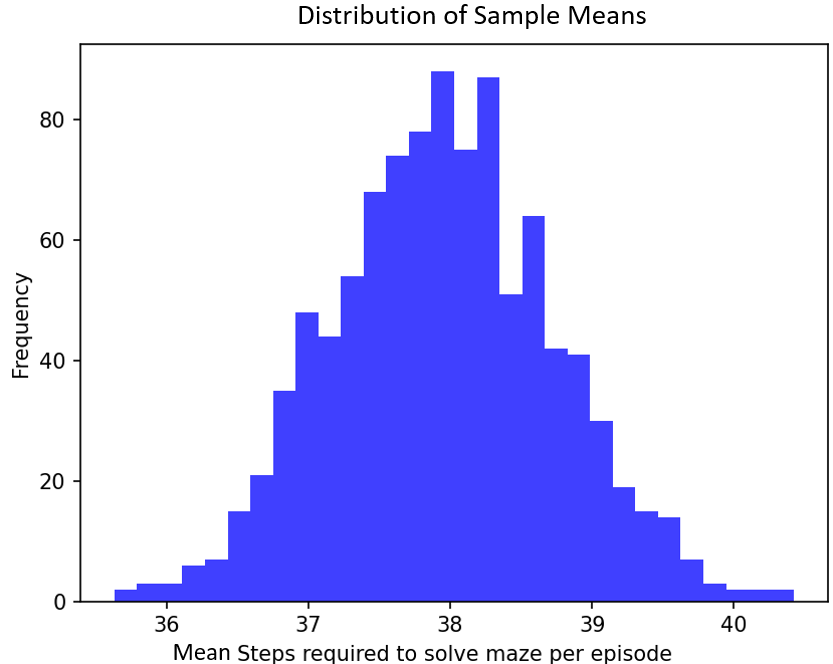 Distribution of Sample Means
80
60
40
20
0
Frequency
36 37 38 39 40
Mean Steps required to solve maze per episode